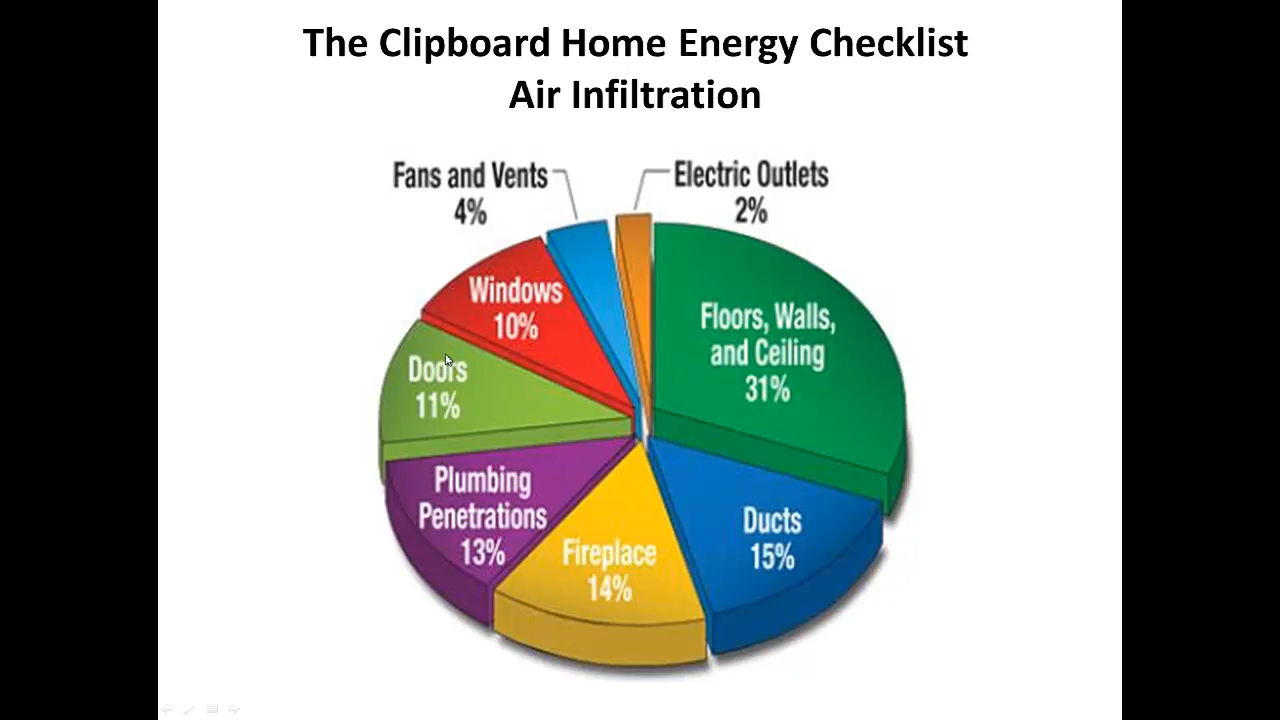 The Clipboard Home Energy Checklist
Air Infiltration
Fans and Vents
4%
Electric Outlets
2%
Windows
10%
Floors, Walls,
and Ceiling
31%
Doors
11%
Plumbing
Penetrations
13%
Fireplace
14%
Ducts
15%